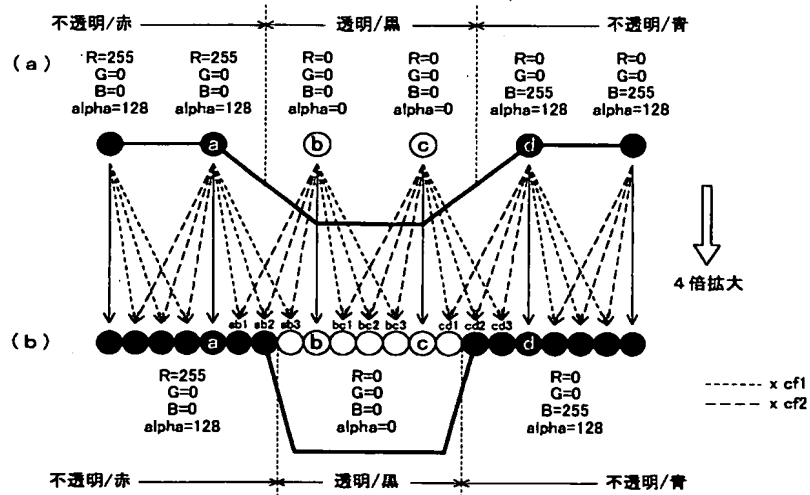 不透明/赤 透明/黒 不透明/青
(a)
R=255 R=255 R=0 R=0 R=0 R=0
G=0 G=0 G=0 G=0 G=0 G=0
B=0 B=0 B=0 B=0 B=255 B=255
alpha=128 alpha=128 alpha=0 alpha=0 alpha=128 alpha=128
a b c d
4倍拡大
ab1 ab2 ab3 bc1 bc2 bc3 cd1 cd2 cd3
(b) a b c d
R=255 R=0 R=0
G=0 G=0 G=0
B=0 B=0 B=255
alpha=128 alpha=0 alpha=128
x cf1
x cf2
不透明/赤 透明/黒 不透明/青